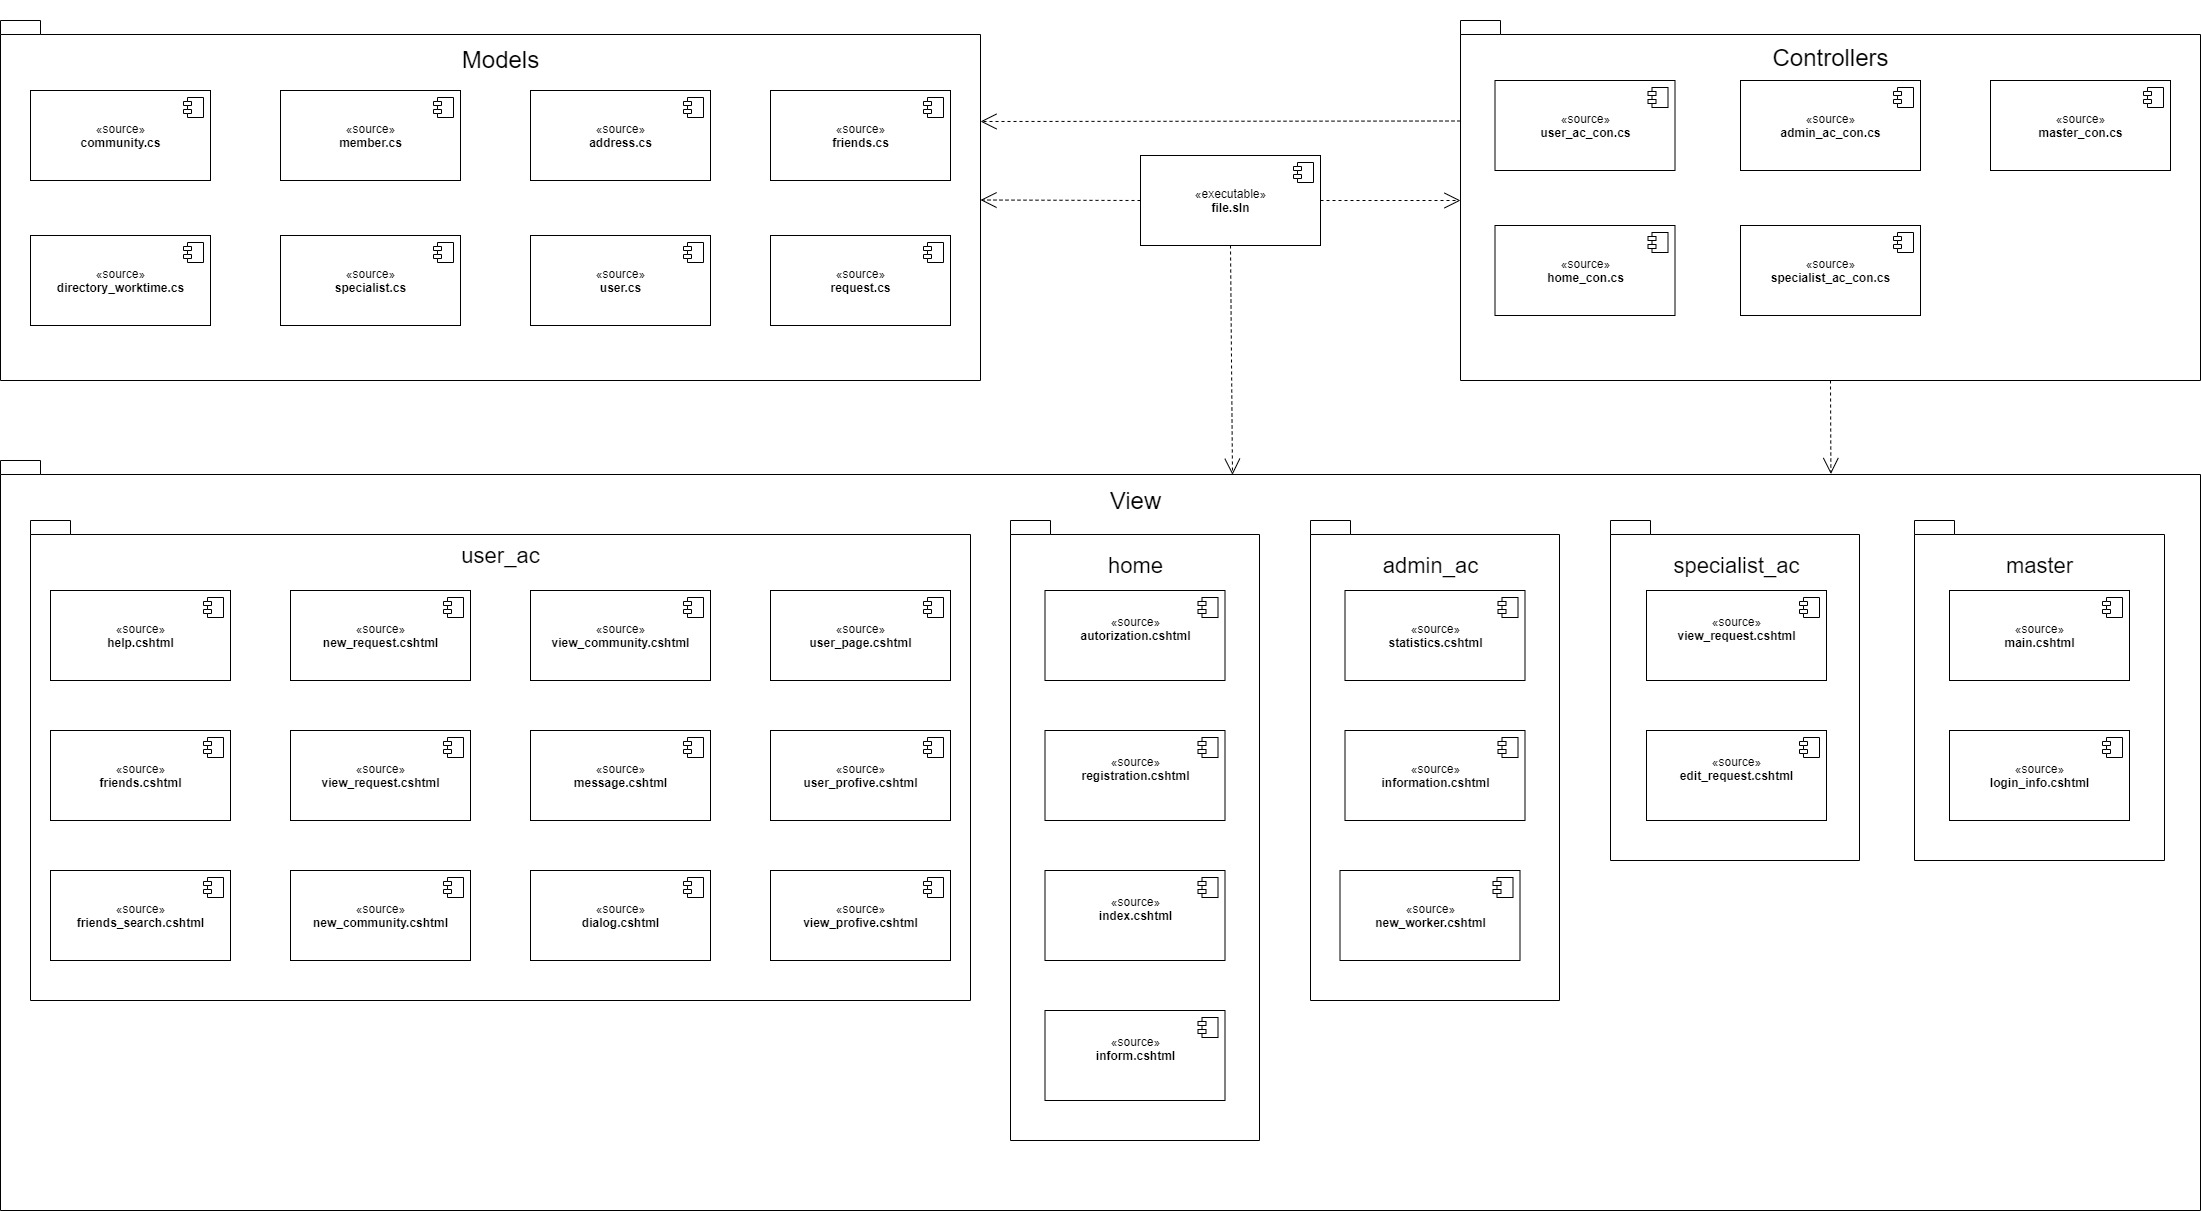 Models
«source»
community.cs
«source»
member.cs
«source»
address.cs
«source»
friends.cs
«source»
directory_worktime.cs
«source»
specialist.cs
«source»
user.cs
«source»
request.cs
«executable»
file.sln
Controllers
«source»
user_ac_con.cs
«source»
admin_ac_con.cs
«source»
master_con.cs
«source»
home_con.cs
«source»
specialist_ac_con.cs
View
user_ac
«source»
help.cshtml
«source»
new_request.cshtml
«source»
view_community.cshtml
«source»
user_page.cshtml
«source»
friends.cshtml
«source»
view_request.cshtml
«source»
message.cshtml
«source»
user_profive.cshtml
«source»
friends_search.cshtml
«source»
new_community.cshtml
«source»
dialog.cshtml
«source»
view_profive.cshtml
home
«source»
autorization.cshtml
«source»
registration.cshtml
«source»
index.cshtml
«source»
inform.cshtml
admin_ac
«source»
statistics.cshtml
«source»
information.cshtml
«source»
new_worker.cshtml
specialist_ac
«source»
view_request.cshtml
«source»
edit_request.cshtml
master
«source»
main.cshtml
«source»
login_info.cshtml